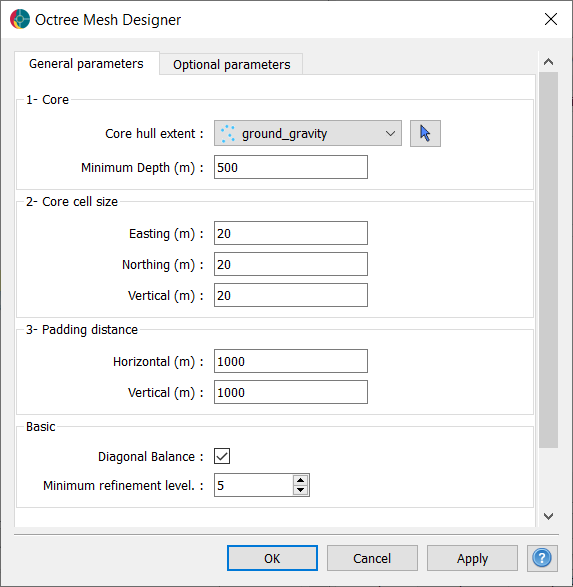 Octree Mesh Designer
General parameters
Optional parameters
1- Core
Core hull extent : ground_gravity
Minimum Depth (m) : 500
2- Core cell size
Easting (m) : 20
Northing (m) : 20
Vertical (m) : 20
3- Padding distance
Horizontal (m) : 1000
Vertical (m) : 1000
Basic
Diagonal Balance :
Minimum refinement level. : 5
OK
Cancel
Apply
?